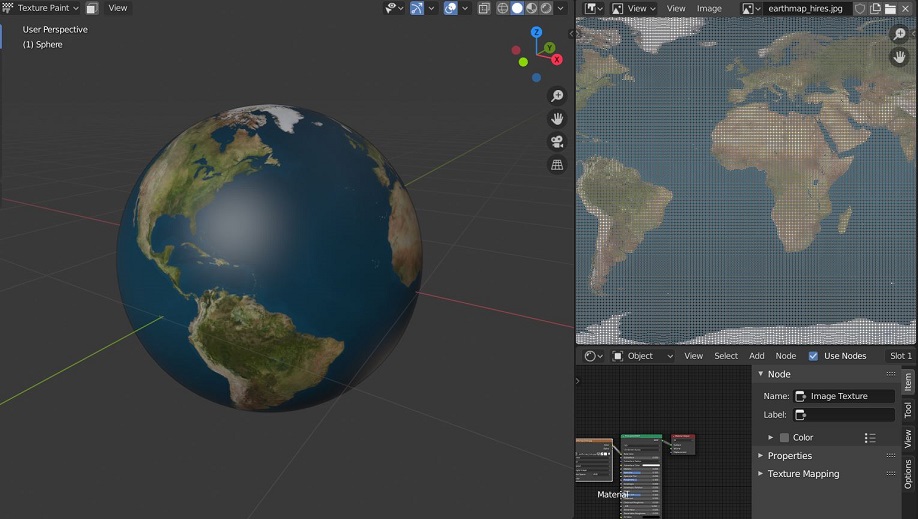 Texture Paint View
User Perspective
(1) Sphere
Z
Y
X
View View Image earthmap_hires.jpg
Object View Select Add Node Use Nodes Slot 1
Node
Name: Image Texture
Label:
Color
Properties
Texture Mapping
Item
Tool
View
Options
Material